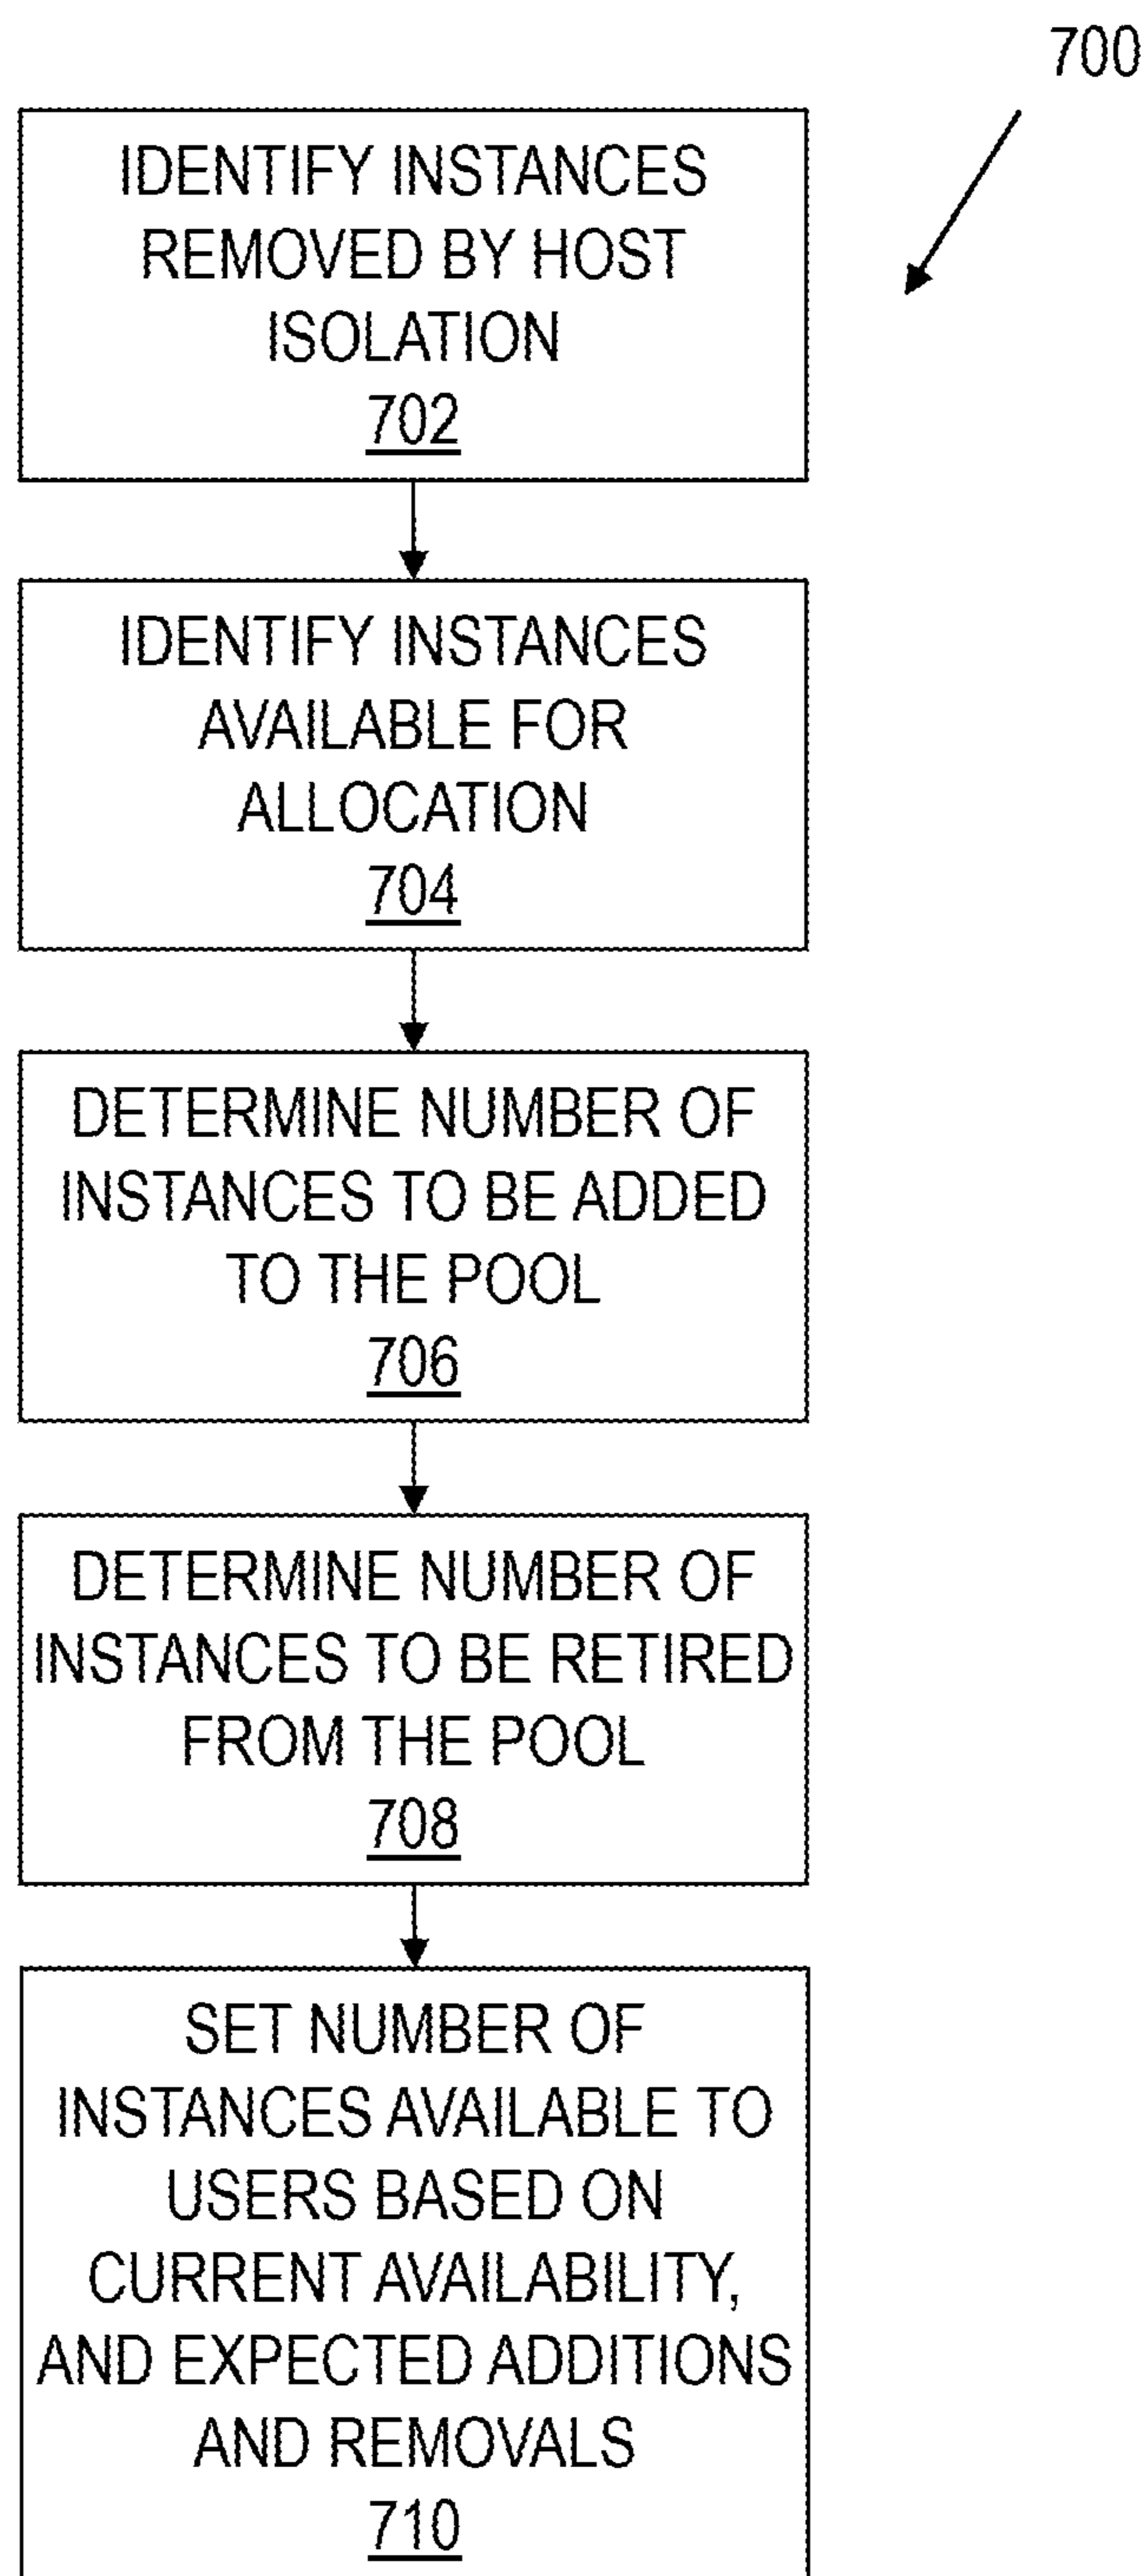 700
IDENTIFY INSTANCES
REMOVED BY HOST
ISOLATION
702
IDENTIFY INSTANCES
AVAILABLE FOR
ALLOCATION
704
DETERMINE NUMBER OF
INSTANCES TO BE ADDED
TO THE POOL
706
DETERMINE NUMBER OF
INSTANCES TO BE RETIRED
FROM THE POOL
708
SET NUMBER OF
INSTANCES AVAILABLE TO
USERS BASED ON
CURRENT AVAILABILITY,
AND EXPECTED ADDITIONS
AND REMOVALS
710